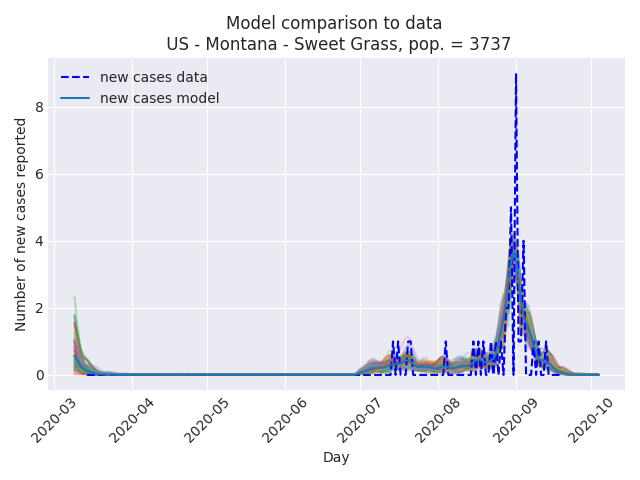 Model comparison to data
US - Montana - Sweet Grass, pop. = 3737
new cases data
new cases model
Number of new cases reported
8
6
4
2
0
2020-03
2020-04
2020-05
2020-06
2020-07
2020-08
2020-09
2020-10
Day